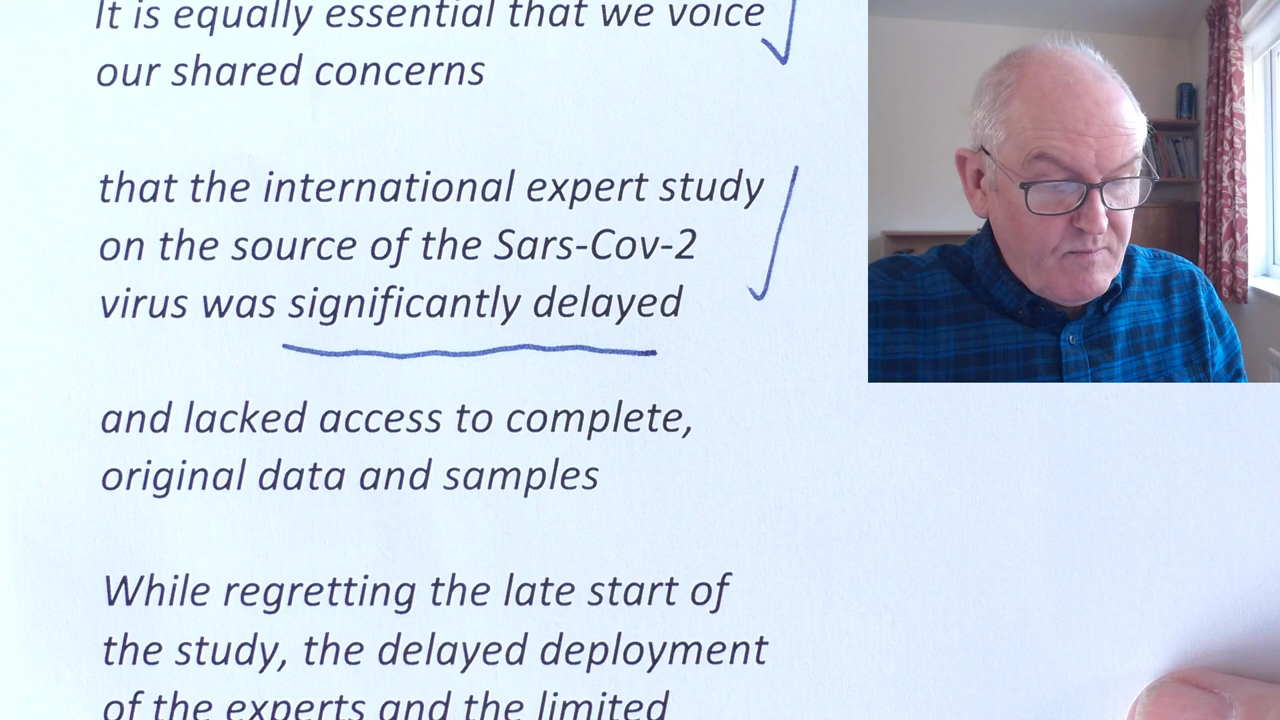 It is equally essential that we voice
our shared concerns
that the international expert study
on the source of the Sars-Cov-2
virus was significantly delayed
and lacked access to complete,
original data and samples
While regretting the late start of
the study, the delayed deployment
of the experts and the limited